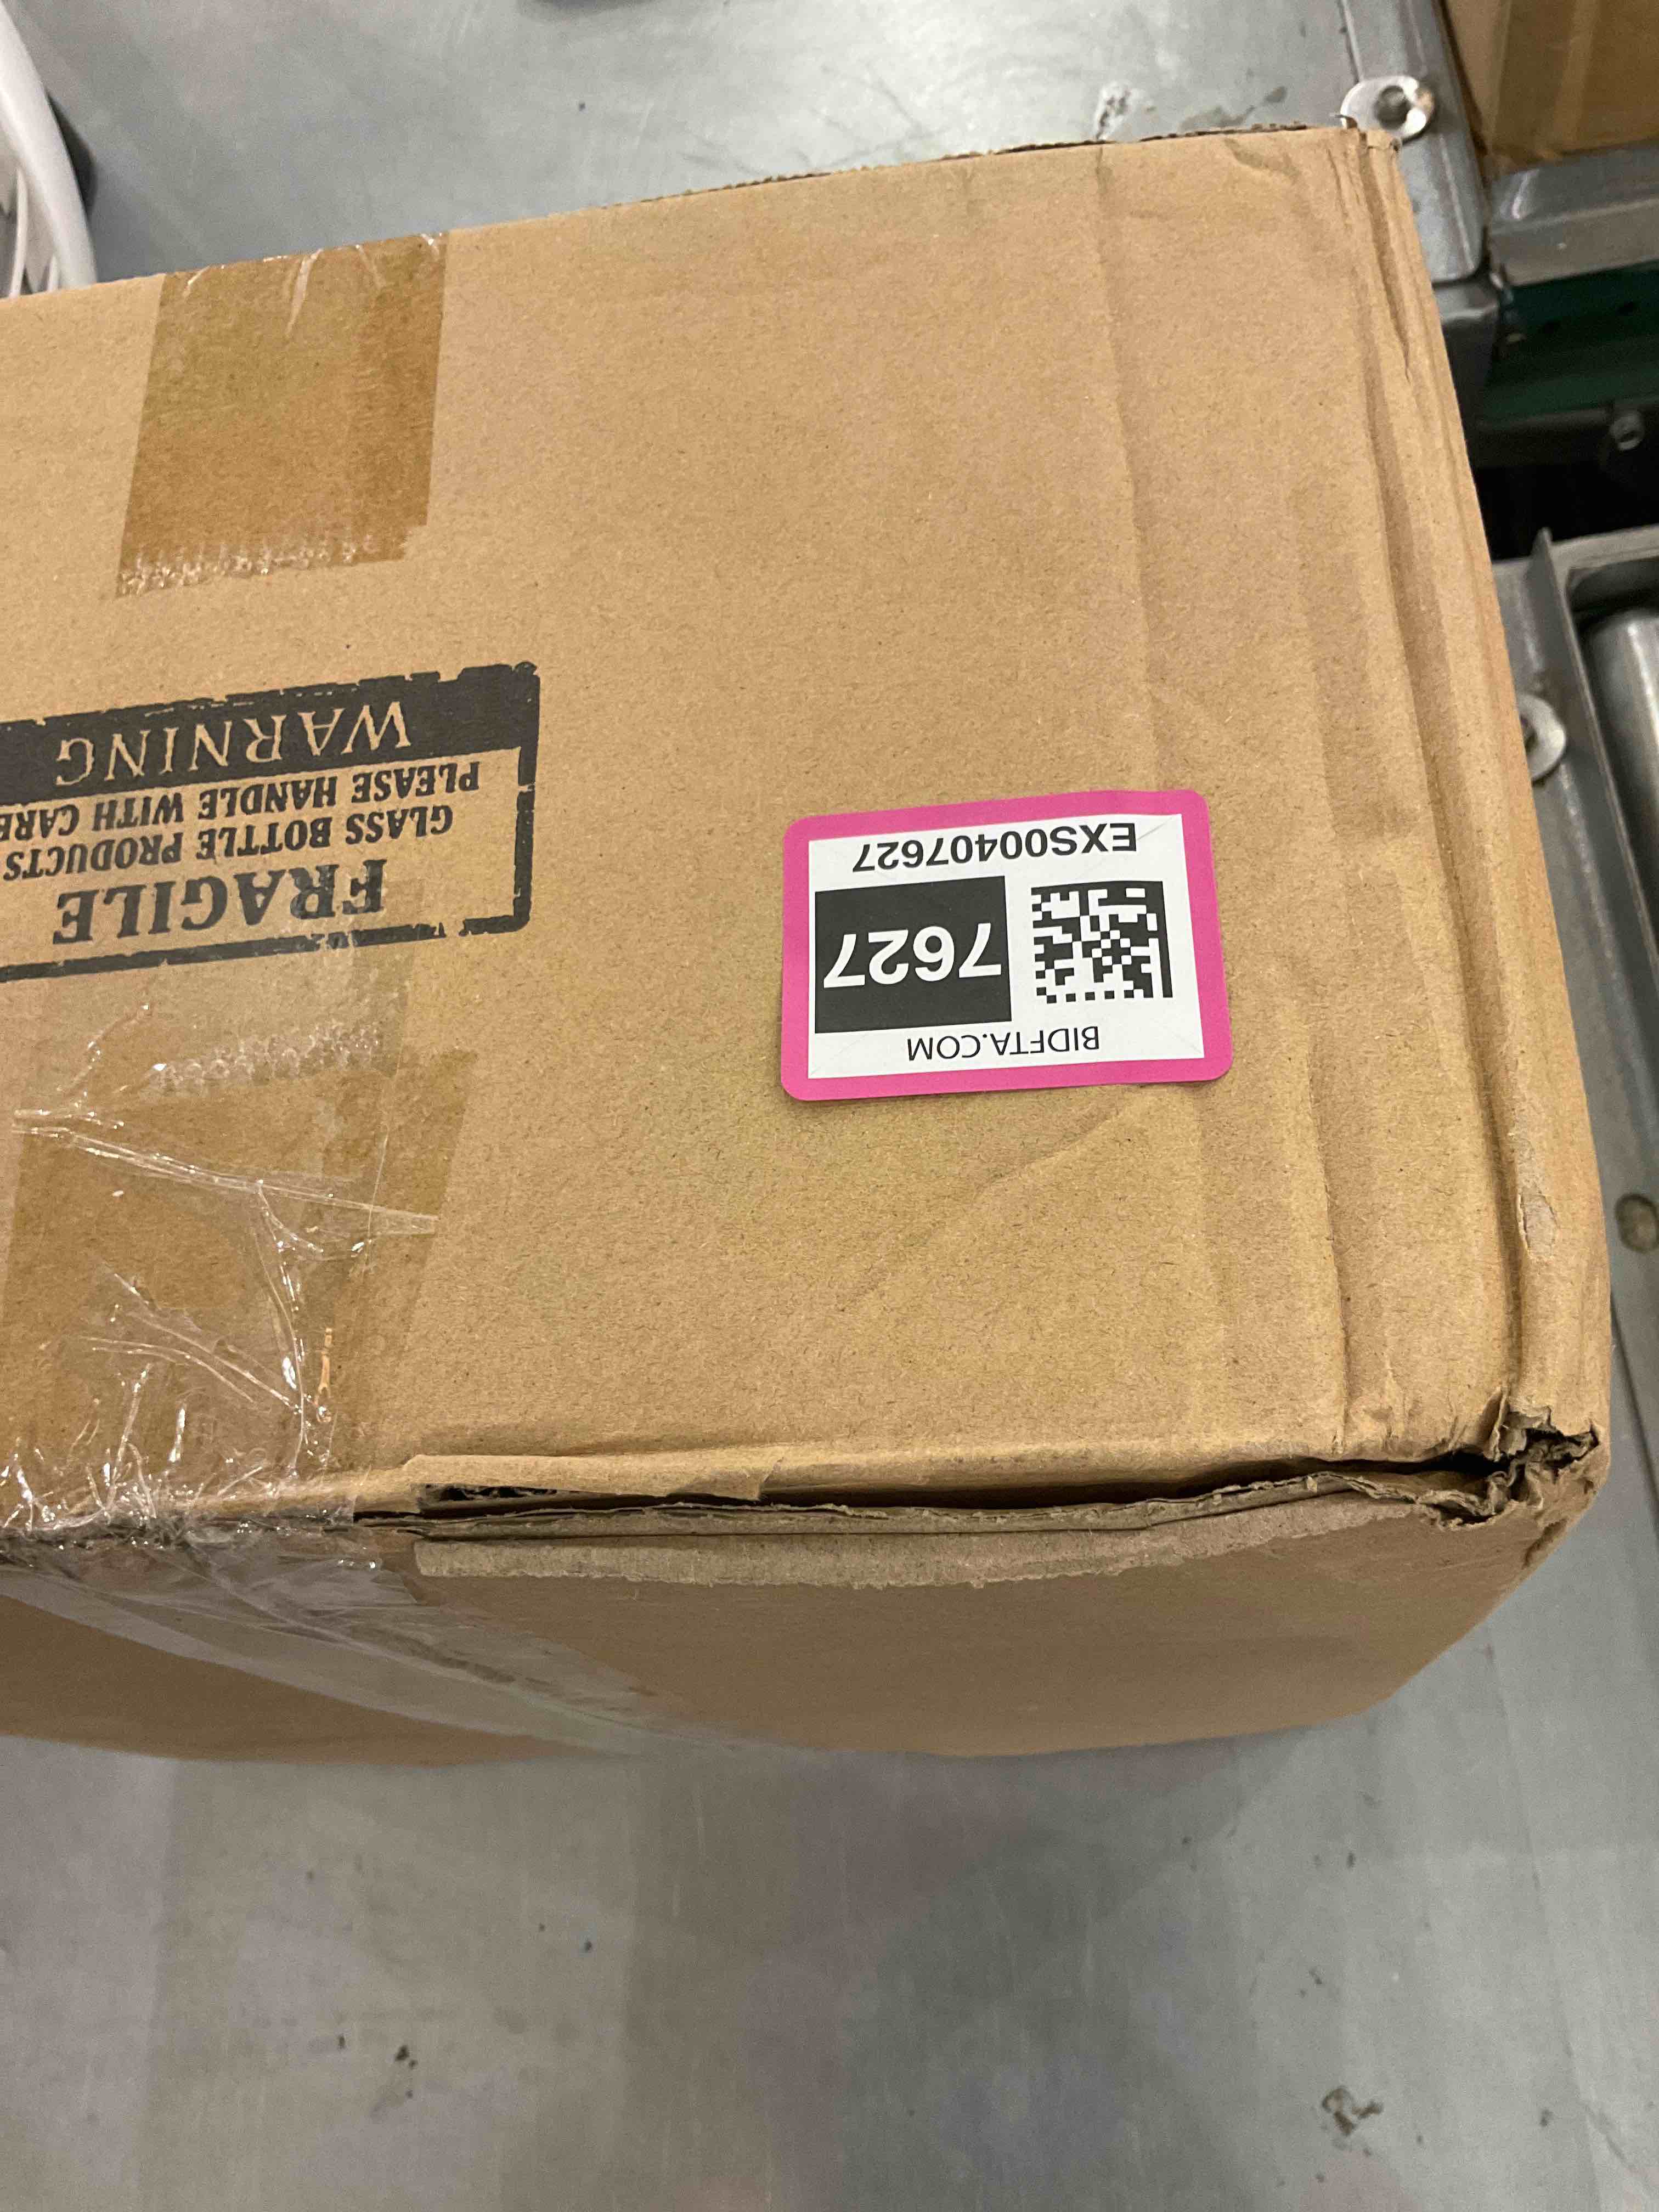 FRAGILE
GLASS BOTTLE PRODUCTS
PLEASE HANDLE WITH CARE
WARNING
BIDFTA.COM
7627
EXS00407627